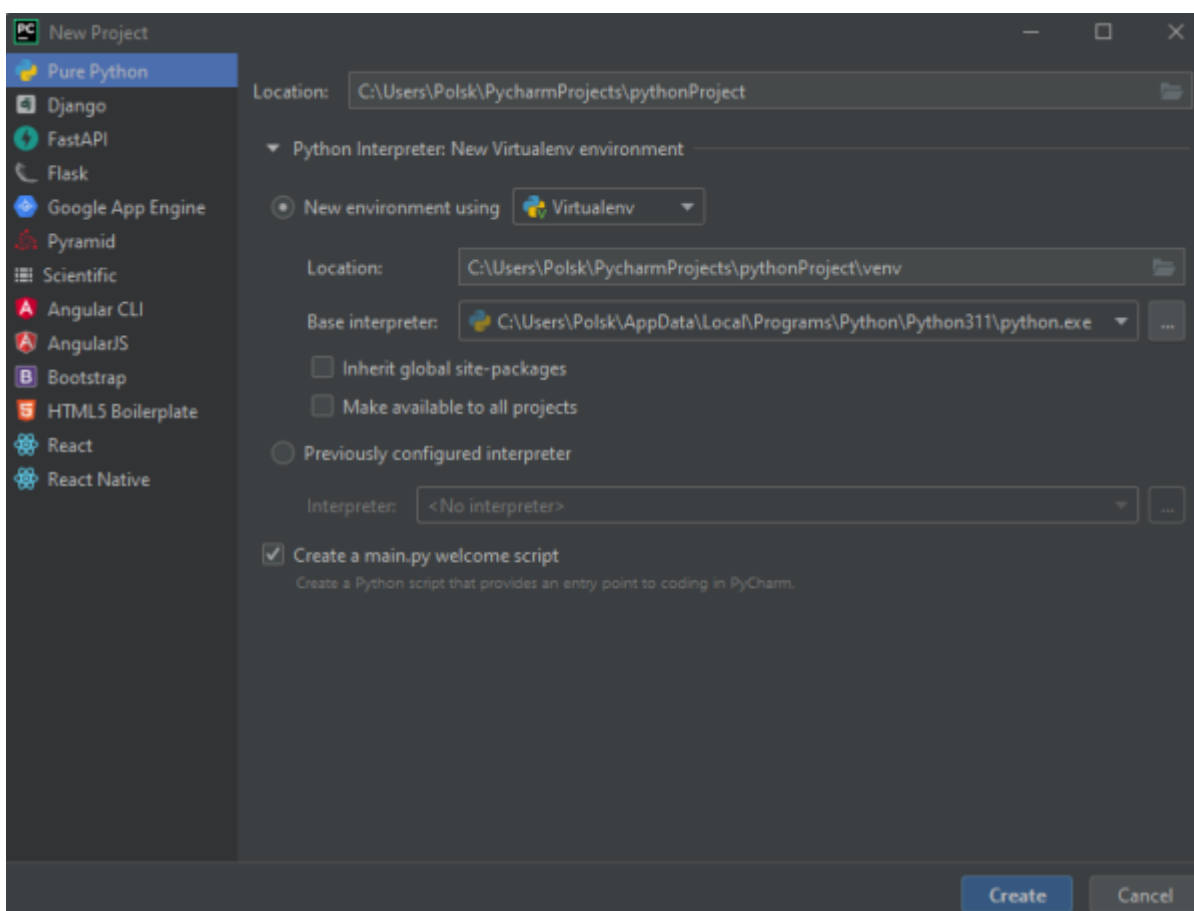 PC New Project
Pure Python
Django
FastAPI
Flask
Google App Engine
Pyramid
Scientific
Angular CLI
AngularJS
Bootstrap
HTML5 Boilerplate
React
React Native
Location: C:\Users\Polsk\PycharmProjects\pythonProject
Python Interpreter: New Virtualenv environment
New environment using Virtualenv
Location: C:\Users\Polsk\PycharmProjects\pythonProject\venv
Base interpreter: C:\Users\Polsk\AppData\Local\Programs\Python\Python311\python.exe ...
Inherit global site-packages
Make available to all projects
Previously configured interpreter
Interpreter: <No interpreter> ...
Create a main.py welcome script
Create a Python script that provides an entry point to coding in PyCharm.
Create Cancel